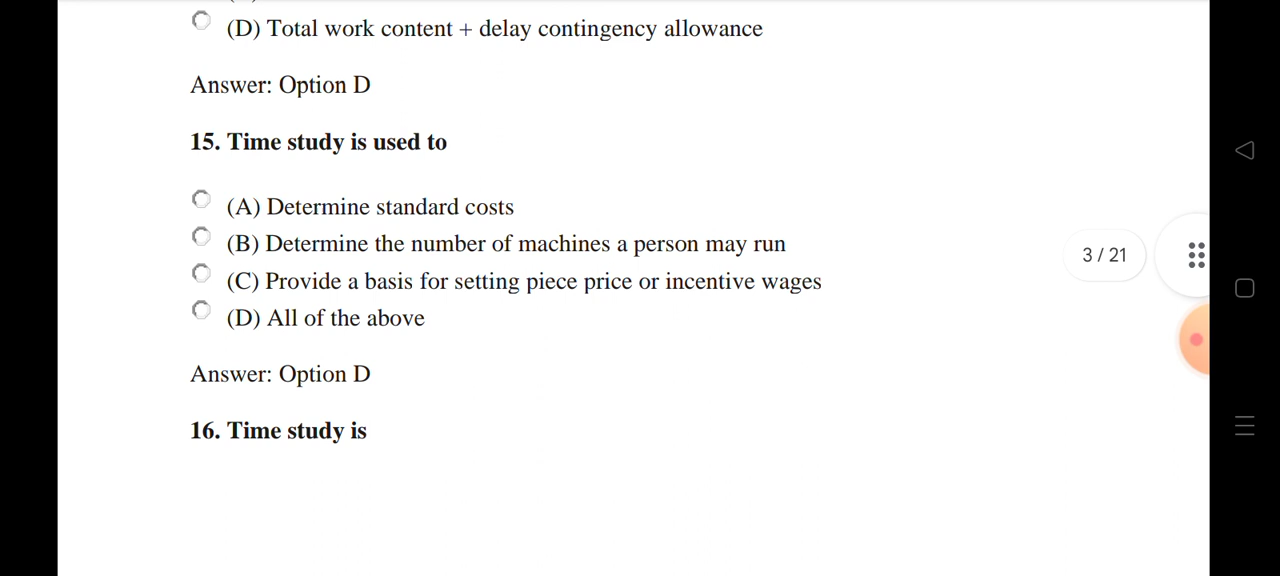 (D) Total work content + delay contingency allowance
Answer: Option D
15. Time study is used to
(A) Determine standard costs
(B) Determine the number of machines a person may run
(C) Provide a basis for setting piece price or incentive wages
(D) All of the above
Answer: Option D
16. Time study is
3 / 21